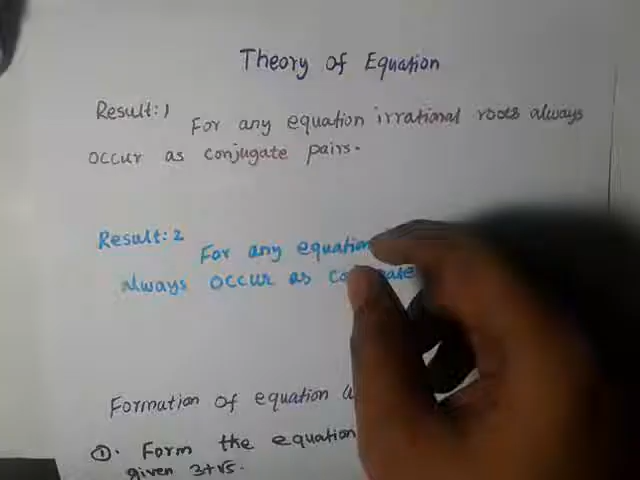 Theory of Equation
Result:1 For any equation irrational roots always
occur as conjugate pairs.
Result:2 For any equation
always occur as
Formation of equation
①. Form the equation
given 3+√5.